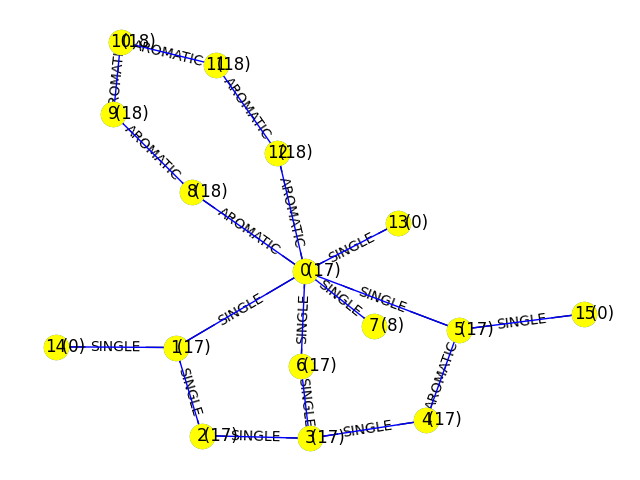 10(18)
AROMATIC
11(18)
AROMATIC
9(18)
AROMATIC
AROMATIC
12(18)
8(18)
AROMATIC
AROMATIC
13(0)
SINGLE
0(17)
SINGLE
SINGLE
SINGLE
SINGLE
7(8)
5(17)
SINGLE
15(0)
14(0)
SINGLE
1(17)
6(17)
AROMATIC
SINGLE
SINGLE
4(17)
2(17)
SINGLE
3(17)
SINGLE